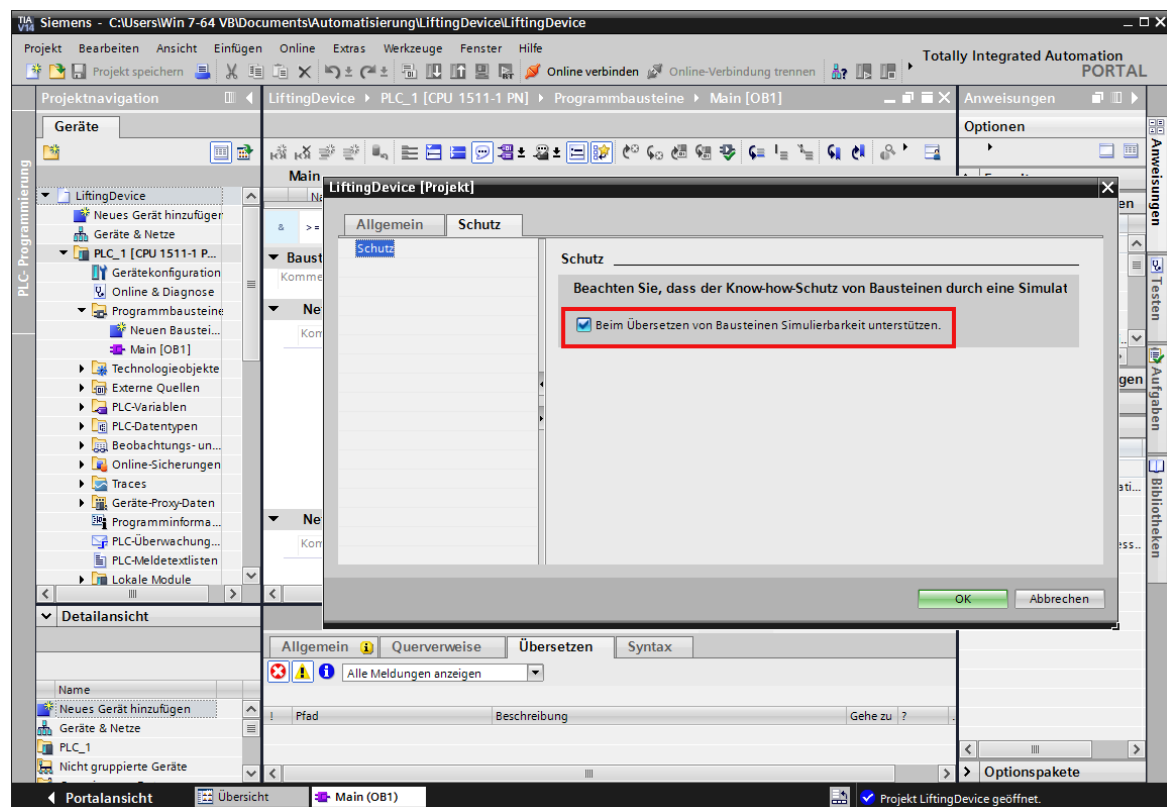 TIA V14 Siemens - C:\Users\Win 7-64 VB\Documents\Automatisierung\LiftingDevice\LiftingDevice
Projekt Bearbeiten Ansicht Einfügen Online Extras Werkzeuge Fenster Hilfe
Totally Integrated Automation
PORTAL
Projekt speichern Online verbinden Online-Verbindung trennen
Projektnavigation
LiftingDevice PLC_1 [CPU 1511-1 PN] Programmbausteine Main [OB1]
Anweisungen
Geräte
Optionen
PLC-Programmierung
Main
LiftingDevice
Neues Gerät hinzufügen
Geräte & Netze
PLC_1 [CPU 1511-1 P...
Gerätekonfiguration
Online & Diagnose
Programmbausteine
Neuen Baustei...
Main [OB1]
Technologieobjekte
Externe Quellen
PLC-Variablen
PLC-Datentypen
Beobachtungs- un...
Online-Sicherungen
Traces
Geräte-Proxy-Daten
Programminforma...
PLC-Überwachung...
PLC-Meldetextlisten
Lokale Module
& >=
Baust
Komme
Ne
Kom
Ne
Kom
LiftingDevice [Projekt]
Allgemein Schutz
Schutz
Schutz
Beachten Sie, dass der Know-how-Schutz von Bausteinen durch eine Simulat
Beim Übersetzen von Bausteinen Simulierbarkeit unterstützen.
OK Abbrechen
en
gen
ati...
ess..
Anweisungen
Testen
Aufgaben
Bibliotheken
Detailansicht
Name
Neues Gerät hinzufügen
Geräte & Netze
PLC_1
Nicht gruppierte Geräte
Allgemein Querverweise Übersetzen Syntax
Alle Meldungen anzeigen
! Pfad Beschreibung Gehe zu ?
Optionspakete
Portalansicht Übersicht Main (OB1) Projekt LiftingDevice geöffnet.